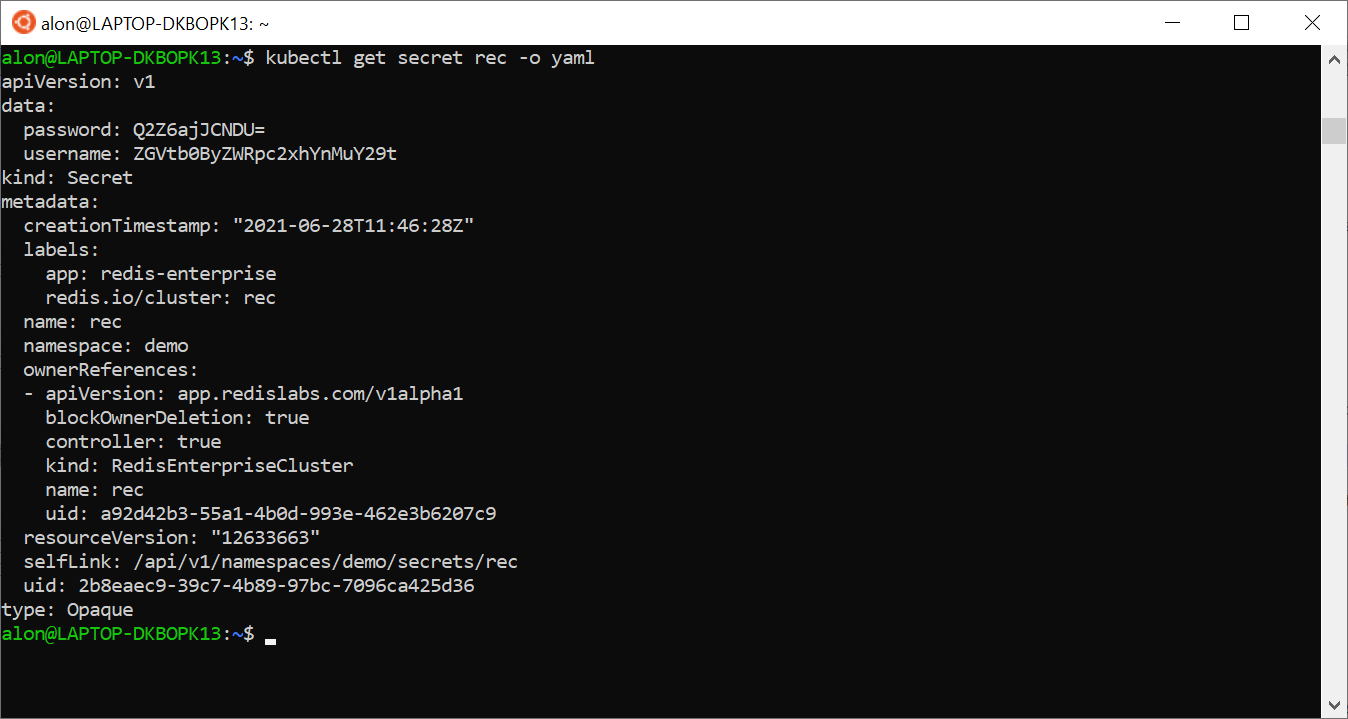 alon@LAPTOP-DKBOPK13: ~
alon@LAPTOP-DKBOPK13:~$ kubectl get secret rec -o yaml
apiVersion: v1
data:
  password: Q2Z6ajJCNDU=
  username: ZGVtb0ByZWRpc2xhYnMuY29t
kind: Secret
metadata:
  creationTimestamp: "2021-06-28T11:46:28Z"
  labels:
    app: redis-enterprise
    redis.io/cluster: rec
  name: rec
  namespace: demo
  ownerReferences:
  - apiVersion: app.redislabs.com/v1alpha1
    blockOwnerDeletion: true
    controller: true
    kind: RedisEnterpriseCluster
    name: rec
    uid: a92d42b3-55a1-4b0d-993e-462e3b6207c9
  resourceVersion: "12633663"
  selfLink: /api/v1/namespaces/demo/secrets/rec
  uid: 2b8eaec9-39c7-4b89-97bc-7096ca425d36
type: Opaque
alon@LAPTOP-DKBOPK13:~$